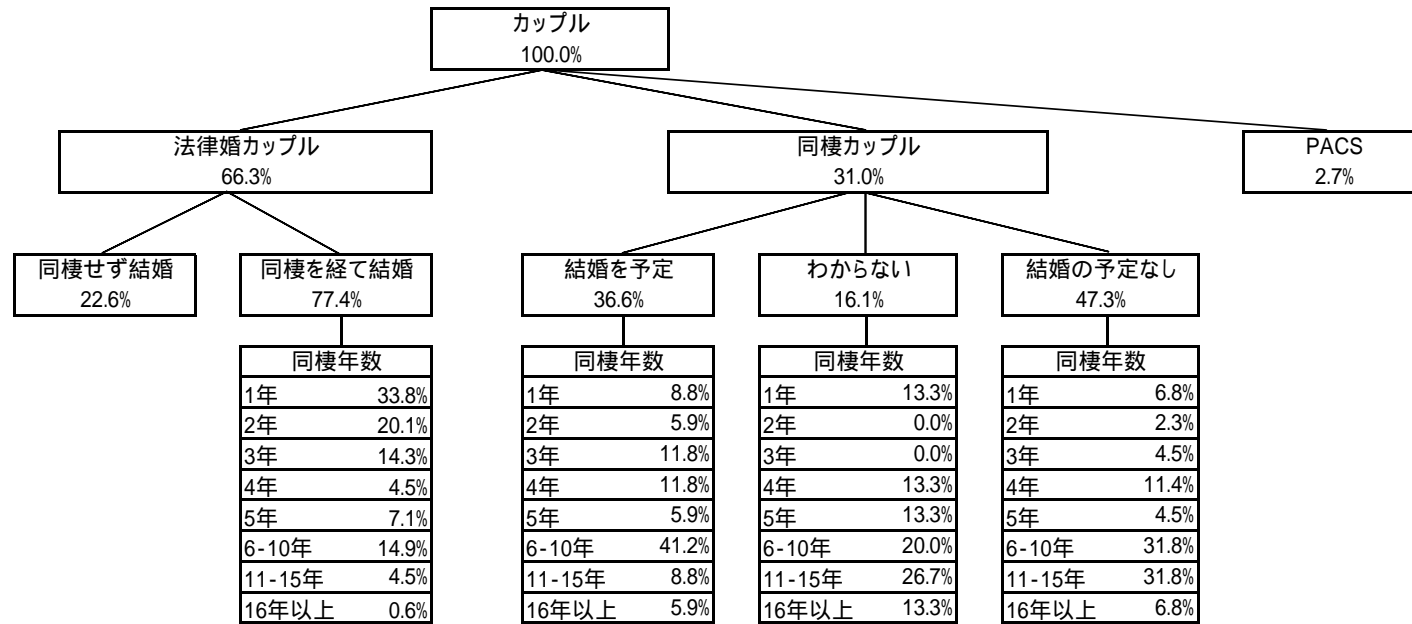 カップル
100.0%
法律婚カップル
66.3%
同棲カップル
31.0%
PACS
2.7%
同棲せず結婚
22.6%
同棲を経て結婚
77.4%
結婚を予定
36.6%
わからない
16.1%
結婚の予定なし
47.3%
同棲年数
1年 33.8%
2年 20.1%
3年 14.3%
4年 4.5%
5年 7.1%
6-10年 14.9%
11-15年 4.5%
16年以上 0.6%
同棲年数
1年 8.8%
2年 5.9%
3年 11.8%
4年 11.8%
5年 5.9%
6-10年 41.2%
11-15年 8.8%
16年以上 5.9%
同棲年数
1年 13.3%
2年 0.0%
3年 0.0%
4年 13.3%
5年 13.3%
6-10年 20.0%
11-15年 26.7%
16年以上 13.3%
同棲年数
1年 6.8%
2年 2.3%
3年 4.5%
4年 11.4%
5年 4.5%
6-10年 31.8%
11-15年 31.8%
16年以上 6.8%